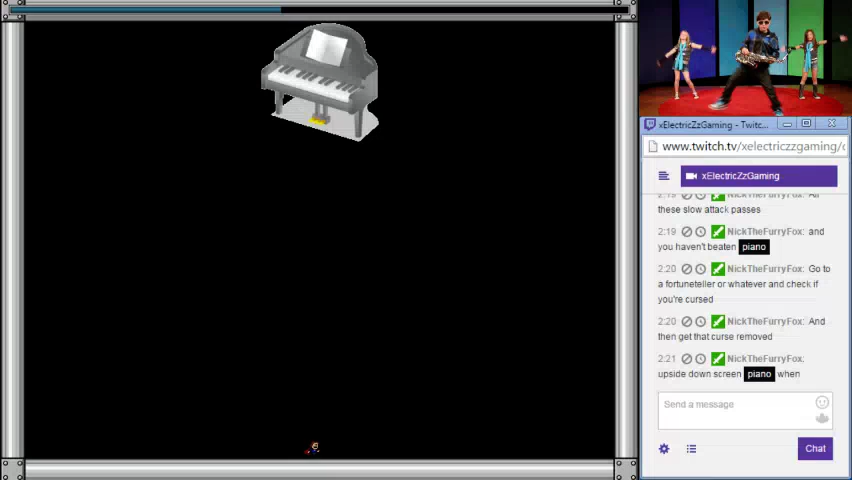 xElectricZzGaming - Twitc...
www.twitch.tv/xelectriczzgaming/
xElectricZzGaming
these slow attack passes
2:19 NickTheFurryFox: and
you haven't beaten piano
2:20 NickTheFurryFox: Go to
a fortuneteller or whatever and check if
you're cursed
2:20 NickTheFurryFox: And
then get that curse removed
2:21 NickTheFurryFox:
upside down screen piano when
Send a message
Chat